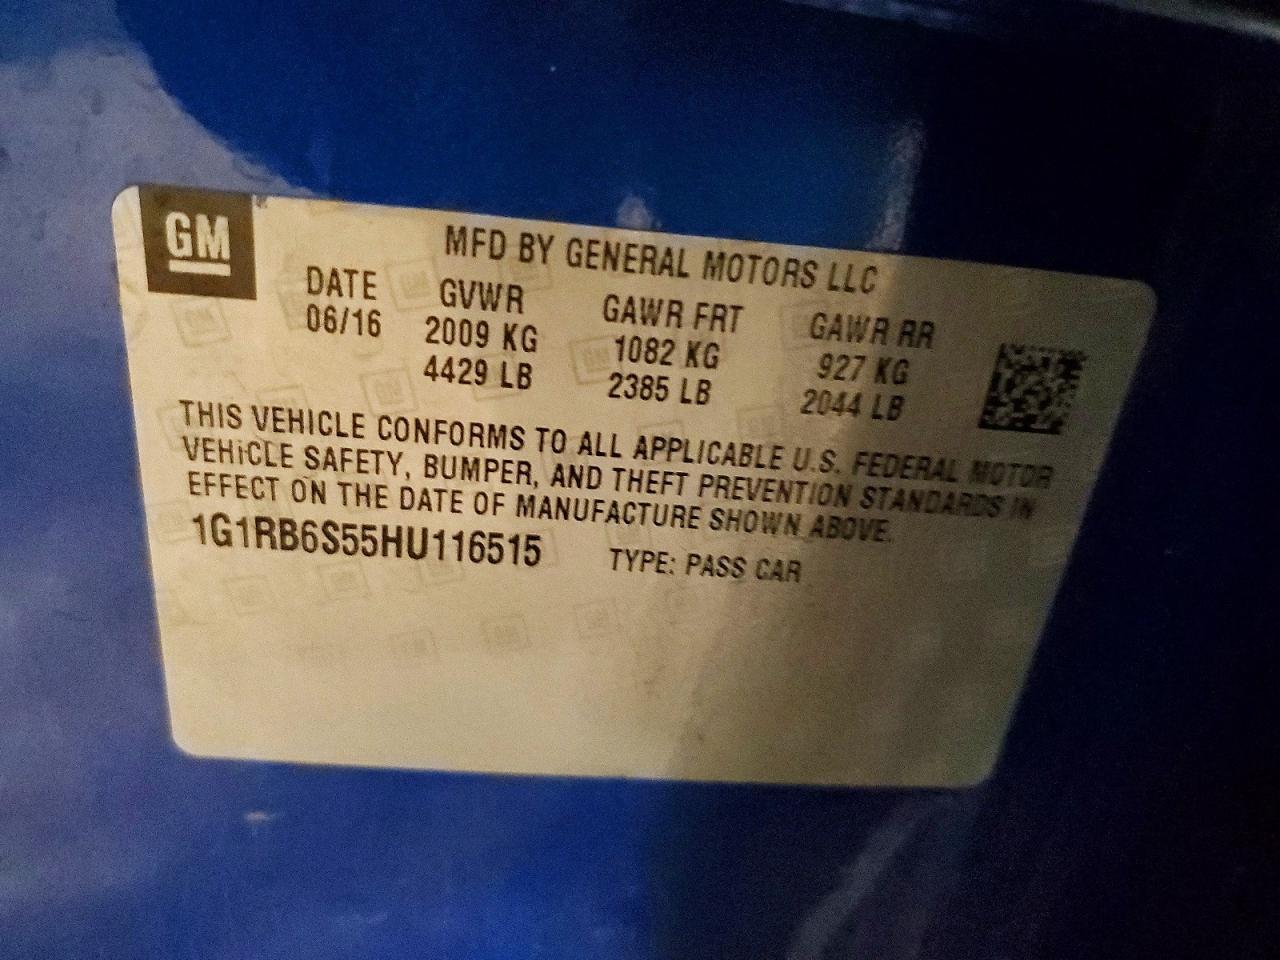 GM
MFD BY GENERAL MOTORS LLC
DATE GVWR GAWR FRT GAWR RR
06/16 2009 KG 1082 KG 927 KG
4429 LB 2385 LB 2044 LB
THIS VEHICLE CONFORMS TO ALL APPLICABLE U.S. FEDERAL MOTOR
VEHICLE SAFETY, BUMPER, AND THEFT PREVENTION STANDARDS IN
EFFECT ON THE DATE OF MANUFACTURE SHOWN ABOVE.
1G1RB6S55HU116515 TYPE: PASS CAR